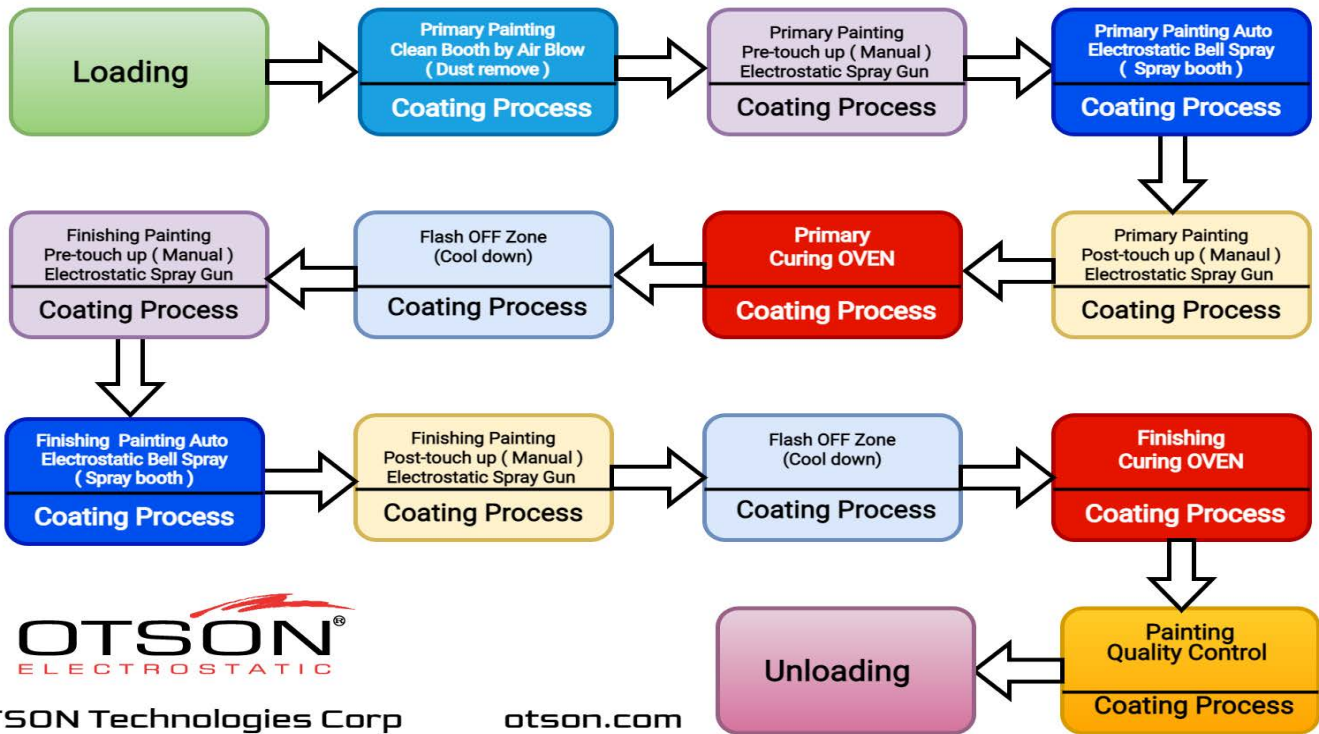 Loading
Primary Painting
Clean Booth by Air Blow
( Dust remove )
Coating Process
Primary Painting
Pre-touch up ( Manual )
Electrostatic Spray Gun
Coating Process
Primary Painting Auto
Electrostatic Bell Spray
( Spray booth )
Coating Process
Primary Painting
Post-touch up ( Manaul )
Electrostatic Spray Gun
Coating Process
Primary
Curing OVEN
Coating Process
Flash OFF Zone
(Cool down)
Coating Process
Finishing Painting
Pre-touch up ( Manual )
Electrostatic Spray Gun
Coating Process
Finishing Painting Auto
Electrostatic Bell Spray
( Spray booth )
Coating Process
Finishing Painting
Post-touch up ( Manual )
Electrostatic Spray Gun
Coating Process
Flash OFF Zone
(Cool down)
Coating Process
Finishing
Curing OVEN
Coating Process
Painting
Quality Control
Coating Process
Unloading
OTSON®
ELECTROSTATIC
TSON Technologies Corp
otson.com